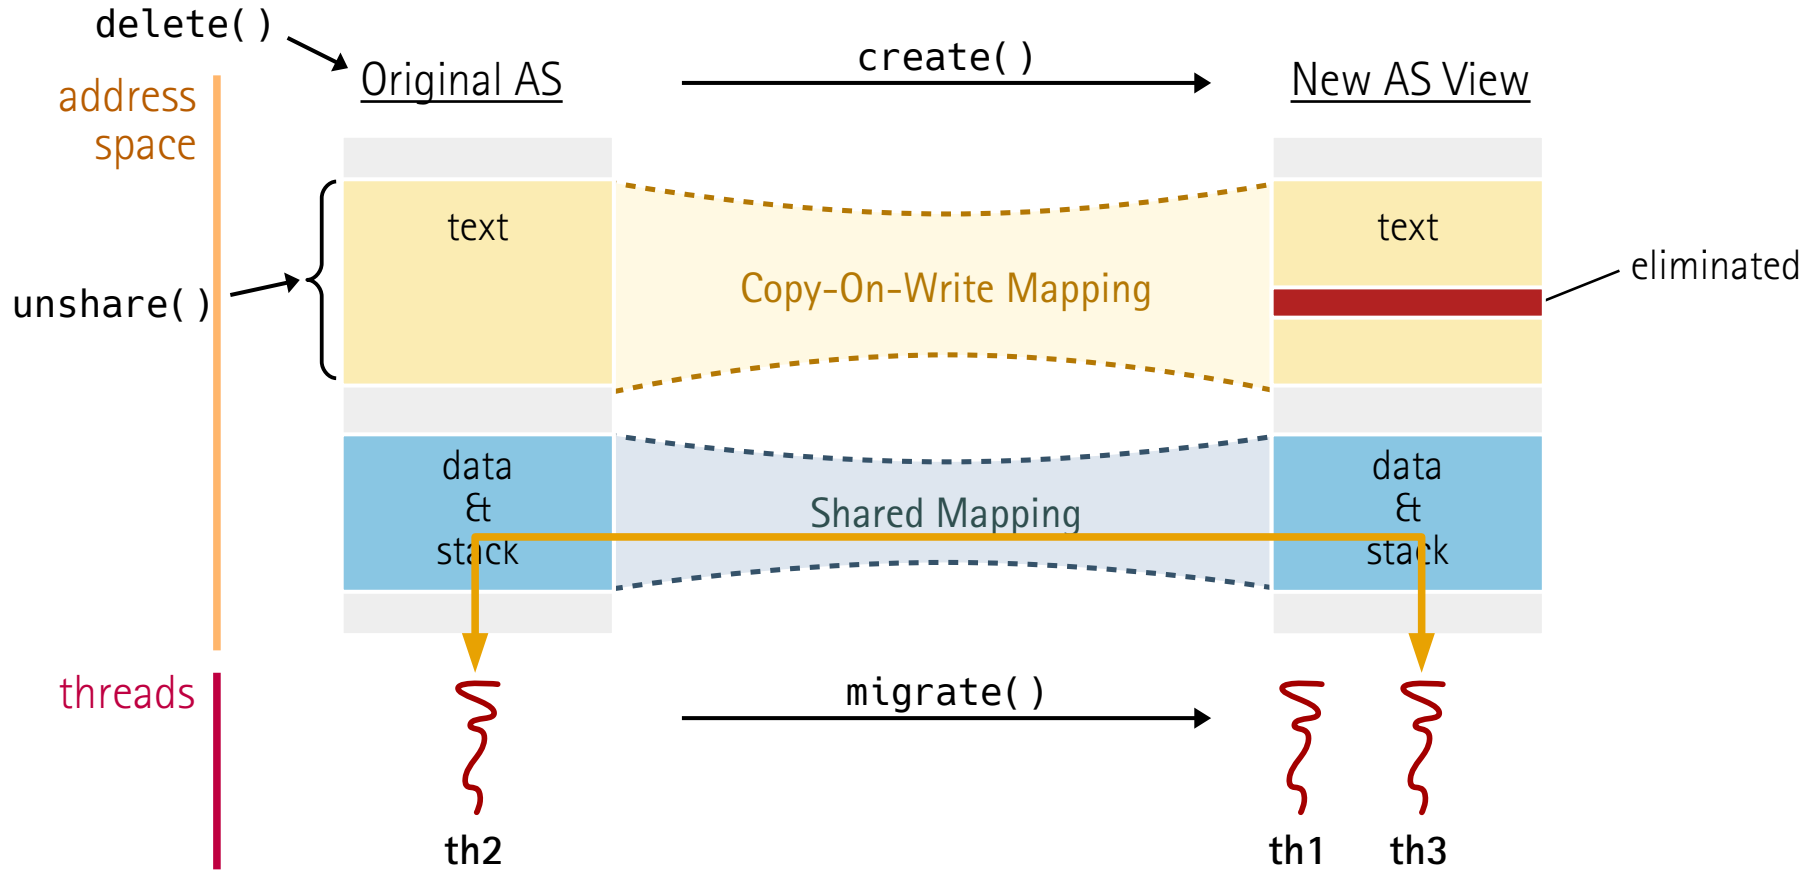 delete()
Original AS
create()
New AS View
address
space
text
text
Copy-On-Write Mapping
eliminated
unshare()
data
&
stack
Shared Mapping
data
&
stack
threads
migrate()
th2
th1
th3